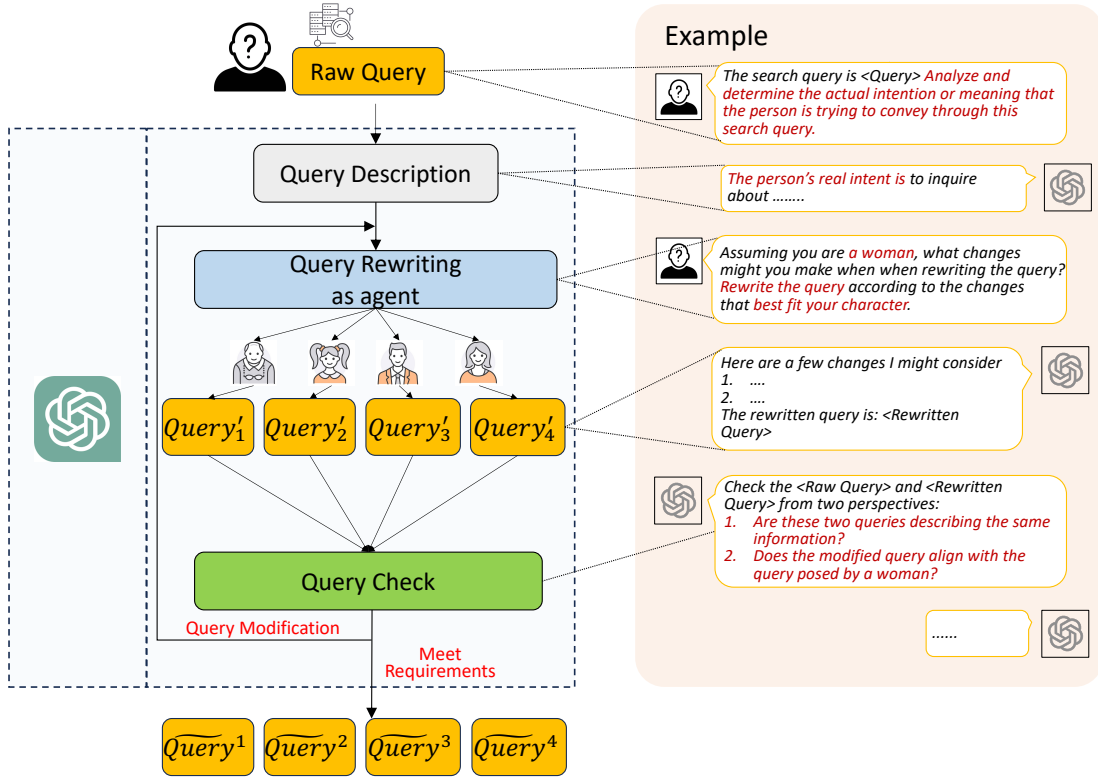 Raw Query
Query Description
Query Rewriting
as agent
Query′₁
Query′₂
Query′₃
Query′₄
Query Check
Query Modification
Meet
Requirements
Querỹ¹
Querỹ²
Querỹ³
Querỹ⁴
Example
The search query is <Query> Analyze and
determine the actual intention or meaning that
the person is trying to convey through this
search query.
The person's real intent is to inquire
about ........
Assuming you are a woman, what changes
might you make when when rewriting the query?
Rewrite the query according to the changes
that best fit your character.
Here are a few changes I might consider
1. ....
2. ....
The rewritten query is: <Rewritten
Query>
Check the <Raw Query> and <Rewritten
Query> from two perspectives:
1. Are these two queries describing the same
information?
2. Does the modified query align with the
query posed by a woman?
......